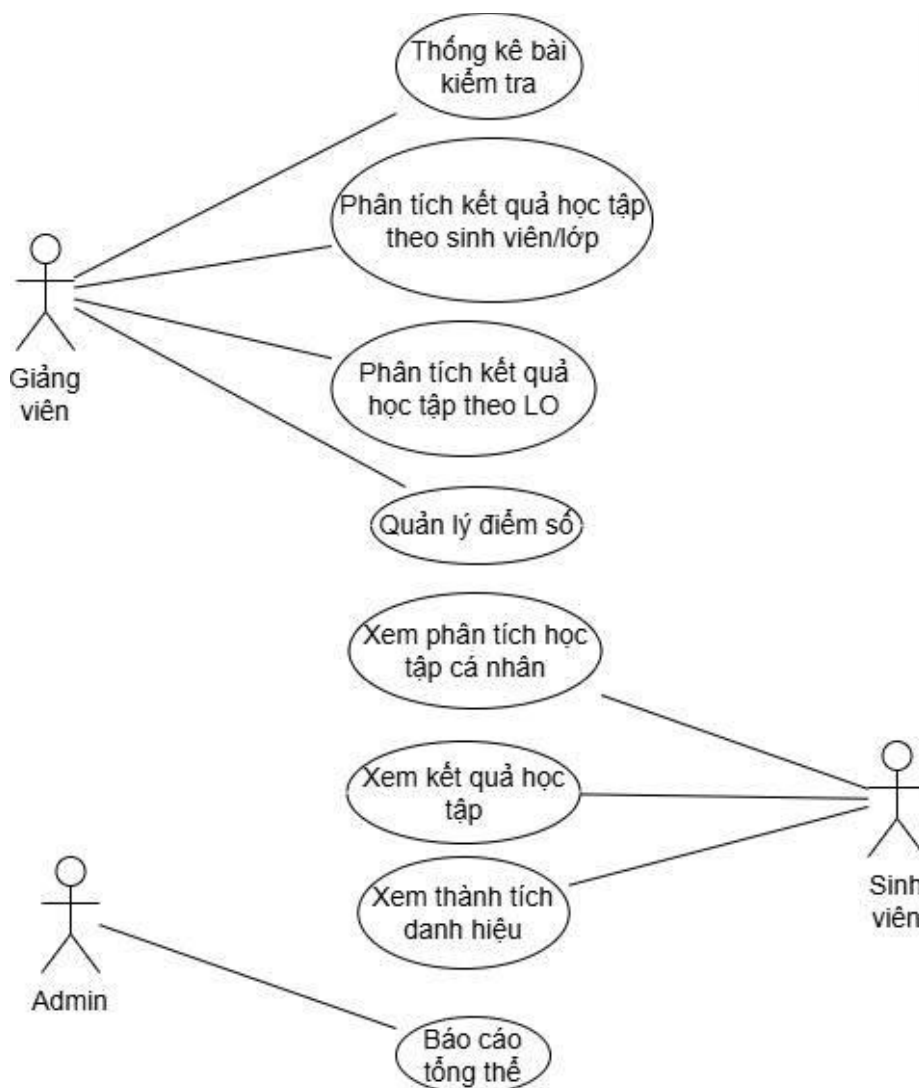 Thống kê bài
kiểm tra
Phân tích kết quả học tập
theo sinh viên/lớp
Giảng
viên
Phân tích kết quả
học tập theo LO
Quản lý điểm số
Xem phân tích học
tập cá nhân
Xem kết quả học
tập
Sinh
viên
Xem thành tích
danh hiệu
Admin
Báo cáo
tổng thể